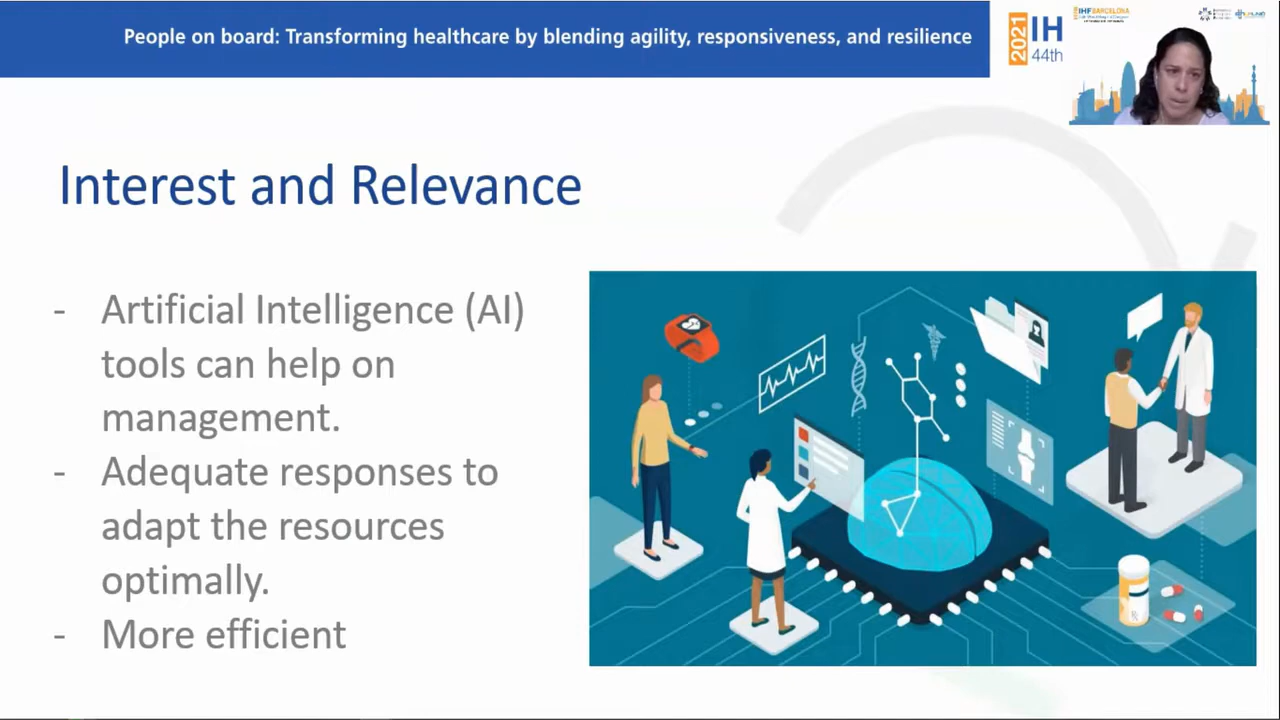 People on board: Transforming healthcare by blending agility, responsiveness, and resilience
2021
IH
44th
IHFBARCELONA
Interest and Relevance
- Artificial Intelligence (AI)
tools can help on
management.
- Adequate responses to
adapt the resources
optimally.
- More efficient